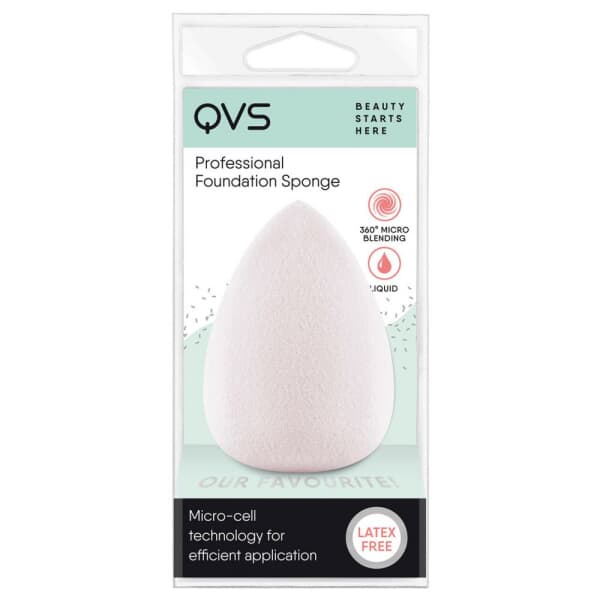 QVS
BEAUTY
STARTS
HERE
Professional
Foundation Sponge
360° MICRO
BLENDING
LIQUID
OUR FAVOURITE!
Micro-cell
technology for
efficient application
LATEX
FREE